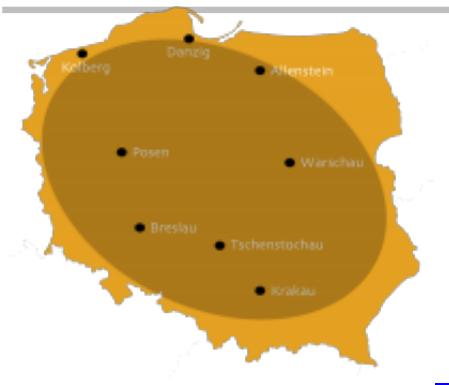 Danzig
Kolberg
Allenstein
Posen
Warschau
Breslau
Tschenstochau
Krakau